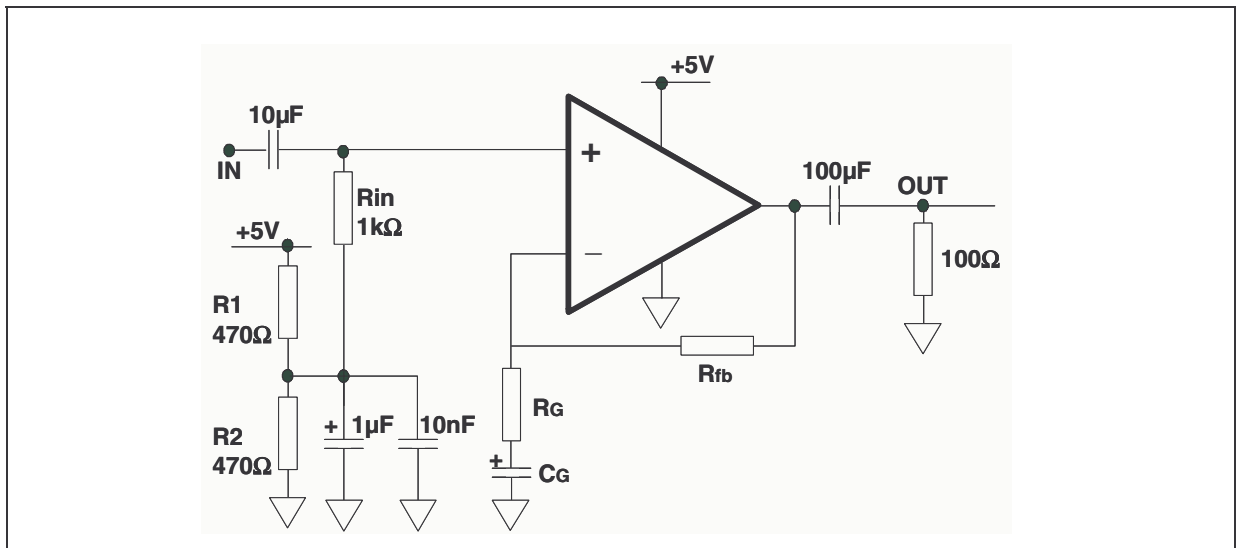 +5V
10µF
+
IN
100µF
OUT
Rin
1kΩ
+5V
−
100Ω
R1
470Ω
Rfb
RG
+ 1µF
10nF
R2
470Ω
+
CG